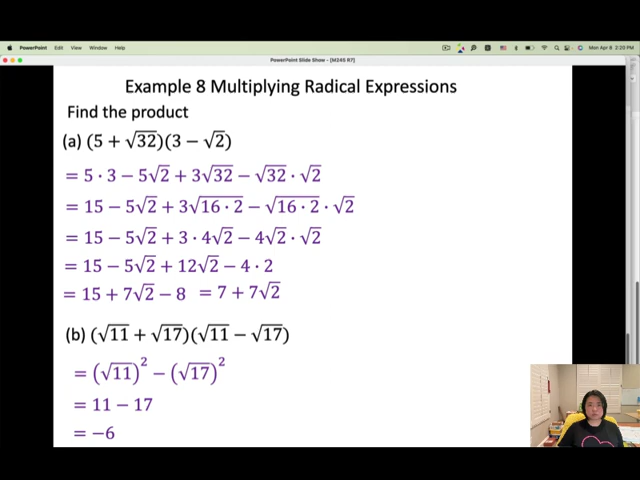 PowerPoint File Edit View Window Help Mon Apr 8 2:20 PM
PowerPoint Slide Show - [M245 R7]
Example 8 Multiplying Radical Expressions
Find the product
(a) (5 + √32)(3 − √2)
= 5 · 3 − 5√2 + 3√32 − √32 · √2
= 15 − 5√2 + 3√16 · 2 − √16 · 2 · √2
= 15 − 5√2 + 3 · 4√2 − 4√2 · √2
= 15 − 5√2 + 12√2 − 4 · 2
= 15 + 7√2 − 8 = 7 + 7√2
(b) (√11 + √17)(√11 − √17)
= (√11)² − (√17)²
= 11 − 17
= −6